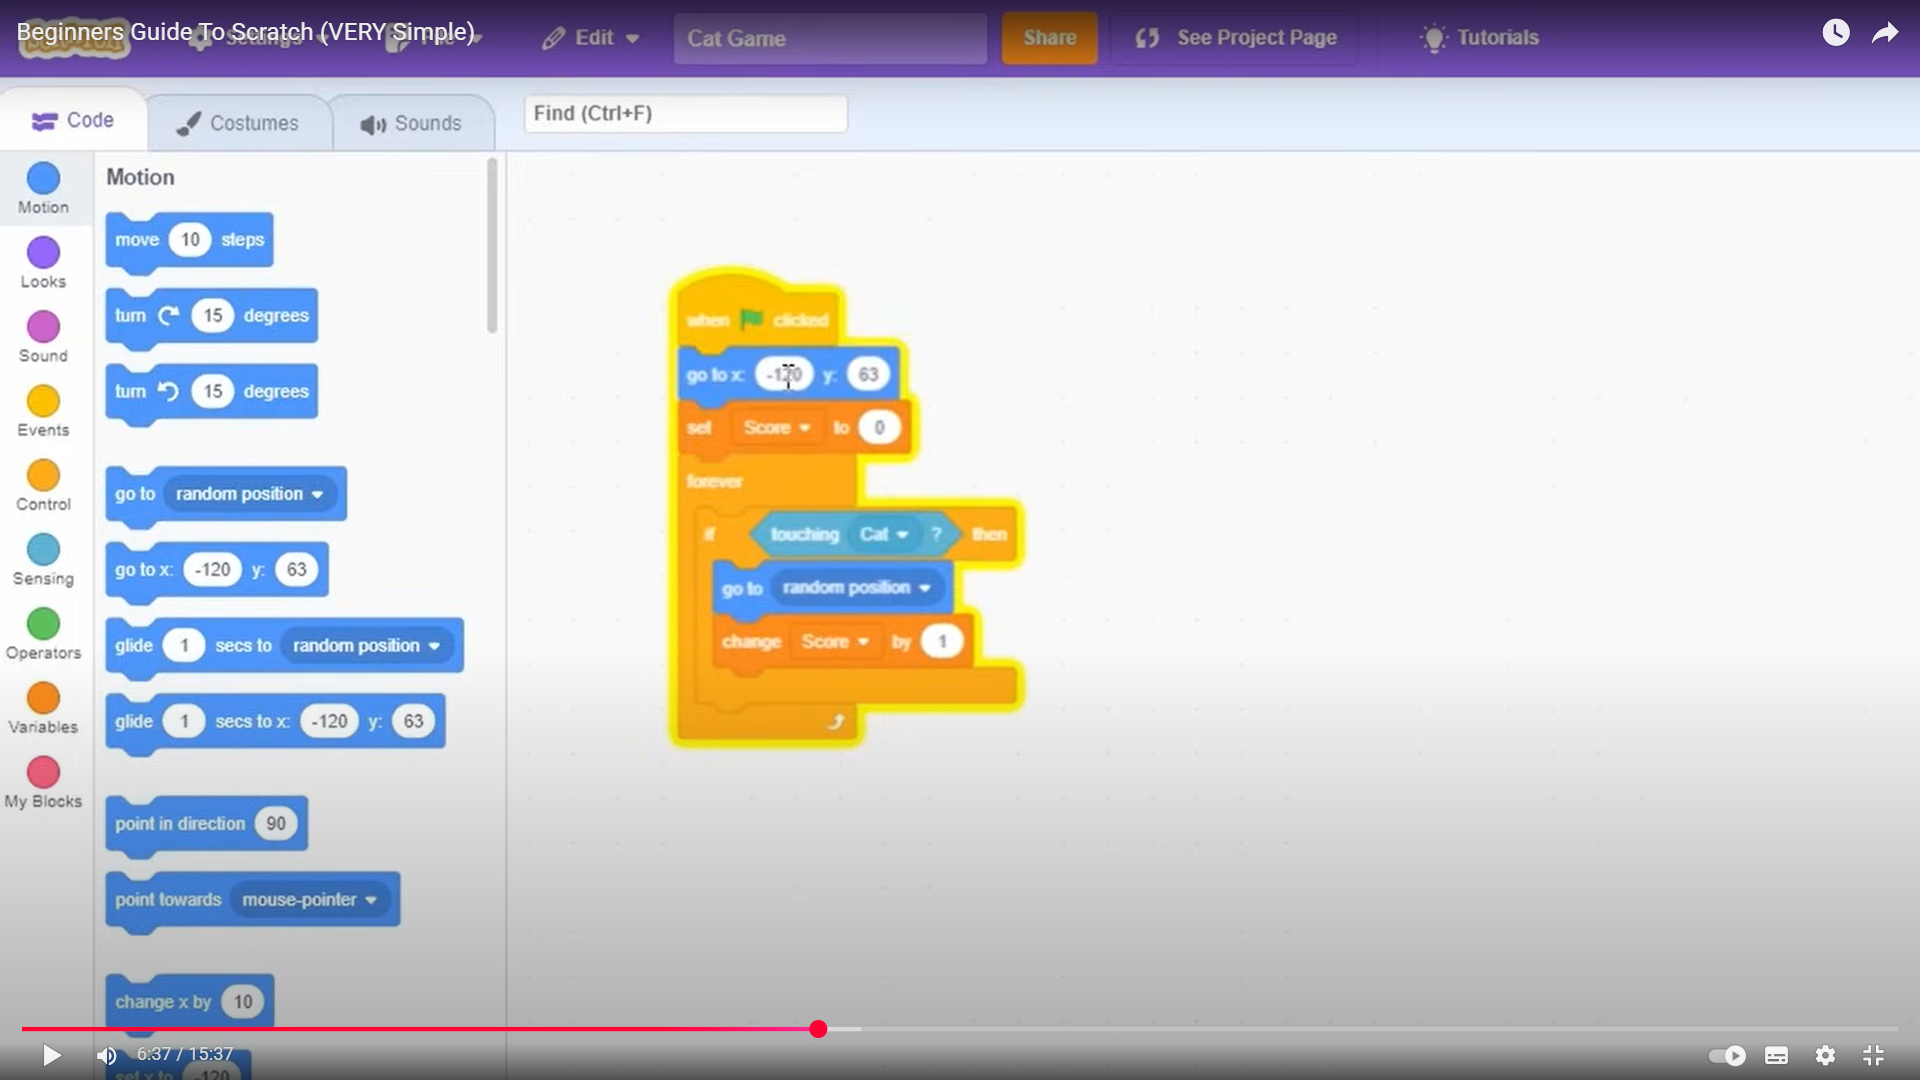 Beginners Guide To Scratch (VERY Simple)
Edit
Cat Game
Share
See Project Page
Tutorials
Code
Costumes
Sounds
Find (Ctrl+F)
Motion
Looks
Sound
Events
Control
Sensing
Operators
Variables
My Blocks
Motion
move 10 steps
turn 15 degrees
turn 15 degrees
go to random position
go to x: -120 y: 63
glide 1 secs to random position
glide 1 secs to x: -120 y: 63
point in direction 90
point towards mouse-pointer
change x by 10
set x to -120
when clicked
go to x: -120 y: 63
set Score to 0
forever
if touching Cat ? then
go to random position
change Score by 1
6:37 / 15:37